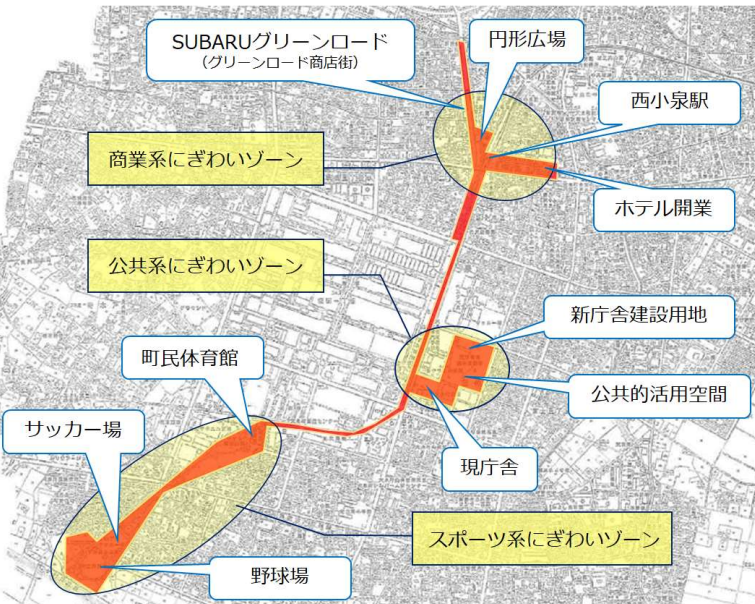 SUBARUグリーンロード
（グリーンロード商店街）
円形広場
西小泉駅
商業系にぎわいゾーン
ホテル開業
公共系にぎわいゾーン
新庁舎建設用地
町民体育館
公共的活用空間
サッカー場
現庁舎
スポーツ系にぎわいゾーン
野球場